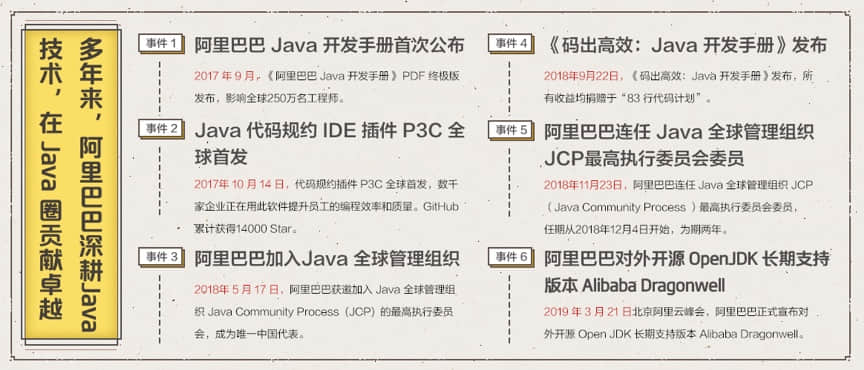 多年来，阿里巴巴深耕Java
技术，在 Java 圈贡献卓越
事件 1
阿里巴巴 Java 开发手册首次公布
2017 年 9 月，《阿里巴巴 Java 开发手册》 PDF 终极版
发布，影响全球250万名工程师。
事件 2
Java 代码规约 IDE 插件 P3C 全
球首发
2017年 10 月 14 日，代码规约插件 P3C 全球首发，数千
家企业正在用此软件提升员工的编程效率和质量。GitHub
累计获得14000 Star。
事件 3
阿里巴巴加入Java 全球管理组织
2018年 5 月 17 日，阿里巴巴获邀加入 Java 全球管理组
织 Java Community Process（JCP）的最高执行委员
会，成为唯一中国代表。
事件 4
《码出高效：Java 开发手册》发布
2018年9月22日，《码出高效：Java 开发手册》发布，所
有收益均捐赠于“83 行代码计划”。
事件 5
阿里巴巴连任 Java 全球管理组织
JCP最高执行委员会委员
2018年11月23日，阿里巴巴连任 Java 全球管理组织 JCP
（Java Community Process ）最高执行委员会委员，
任期从2018年12月4日开始，为期两年。
事件 6
阿里巴巴对外开源 OpenJDK 长期支持
版本 Alibaba Dragonwell
2019 年 3 月 21 日北京阿里云峰会，阿里巴巴正式宣布对
外开源 Open JDK 长期支持版本 Alibaba Dragonwell。